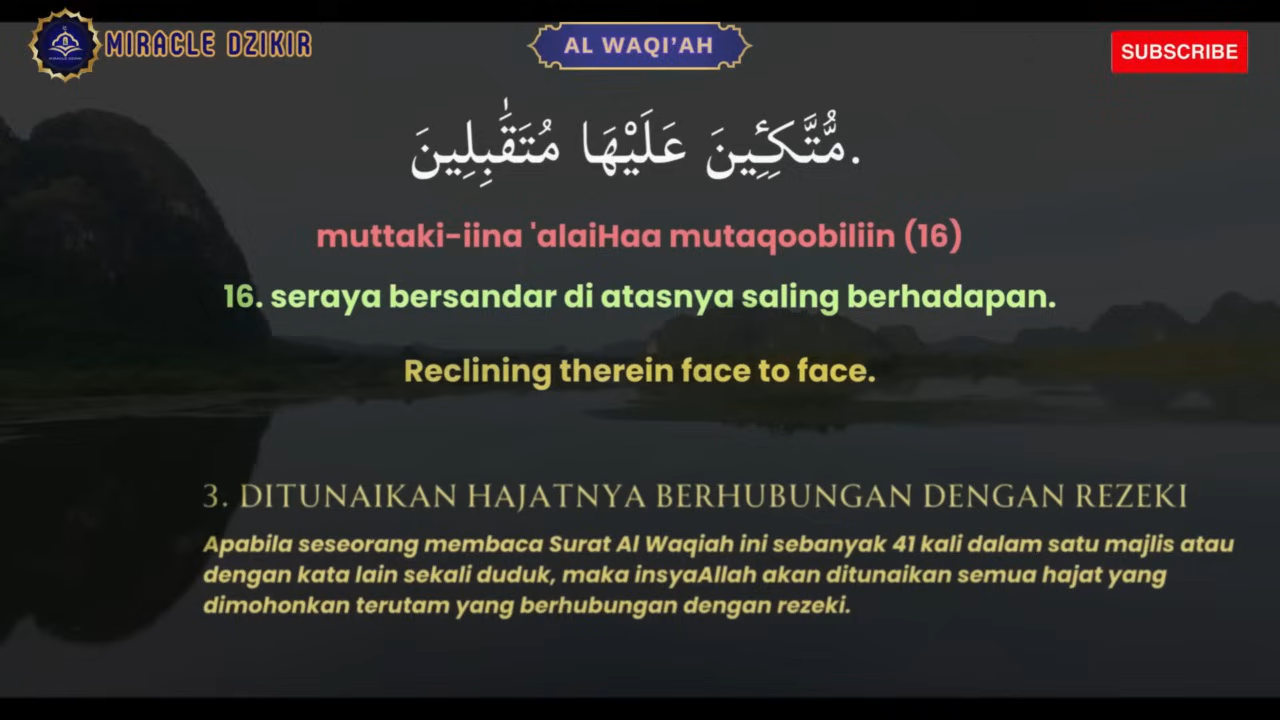 MIRACLE DZIKIR
AL WAQI'AH
SUBSCRIBE
مُّتَّكِـِٔينَ عَلَيْهَا مُتَقَٰبِلِينَ.
muttaki-iina 'alaiHaa mutaqoobiliin (16)
16. seraya bersandar di atasnya saling berhadapan.
Reclining therein face to face.
3. DITUNAIKAN HAJATNYA BERHUBUNGAN DENGAN REZEKI
Apabila seseorang membaca Surat Al Waqiah ini sebanyak 41 kali dalam satu majlis atau
dengan kata lain sekali duduk, maka insyaAllah akan ditunaikan semua hajat yang
dimohonkan terutam yang berhubungan dengan rezeki.